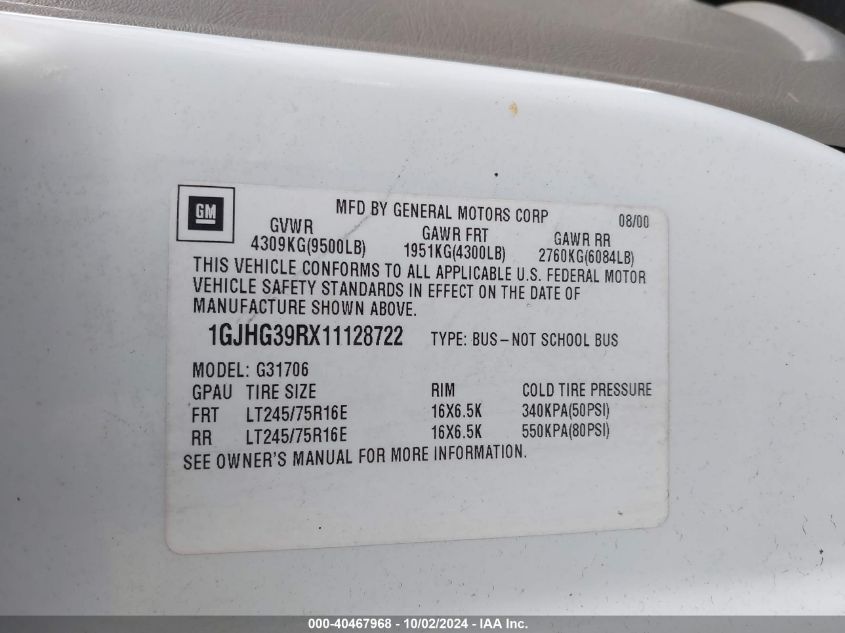 GM
MFD BY GENERAL MOTORS CORP 08/00
GVWR GAWR FRT GAWR RR
4309KG(9500LB) 1951KG(4300LB) 2760KG(6084LB)
THIS VEHICLE CONFORMS TO ALL APPLICABLE U.S. FEDERAL MOTOR
VEHICLE SAFETY STANDARDS IN EFFECT ON THE DATE OF
MANUFACTURE SHOWN ABOVE.
1GJHG39RX11128722 TYPE: BUS–NOT SCHOOL BUS
MODEL: G31706
GPAU TIRE SIZE RIM COLD TIRE PRESSURE
FRT LT245/75R16E 16X6.5K 340KPA(50PSI)
RR LT245/75R16E 16X6.5K 550KPA(80PSI)
SEE OWNER'S MANUAL FOR MORE INFORMATION.
000-40467968 - 10/02/2024 - IAA Inc.